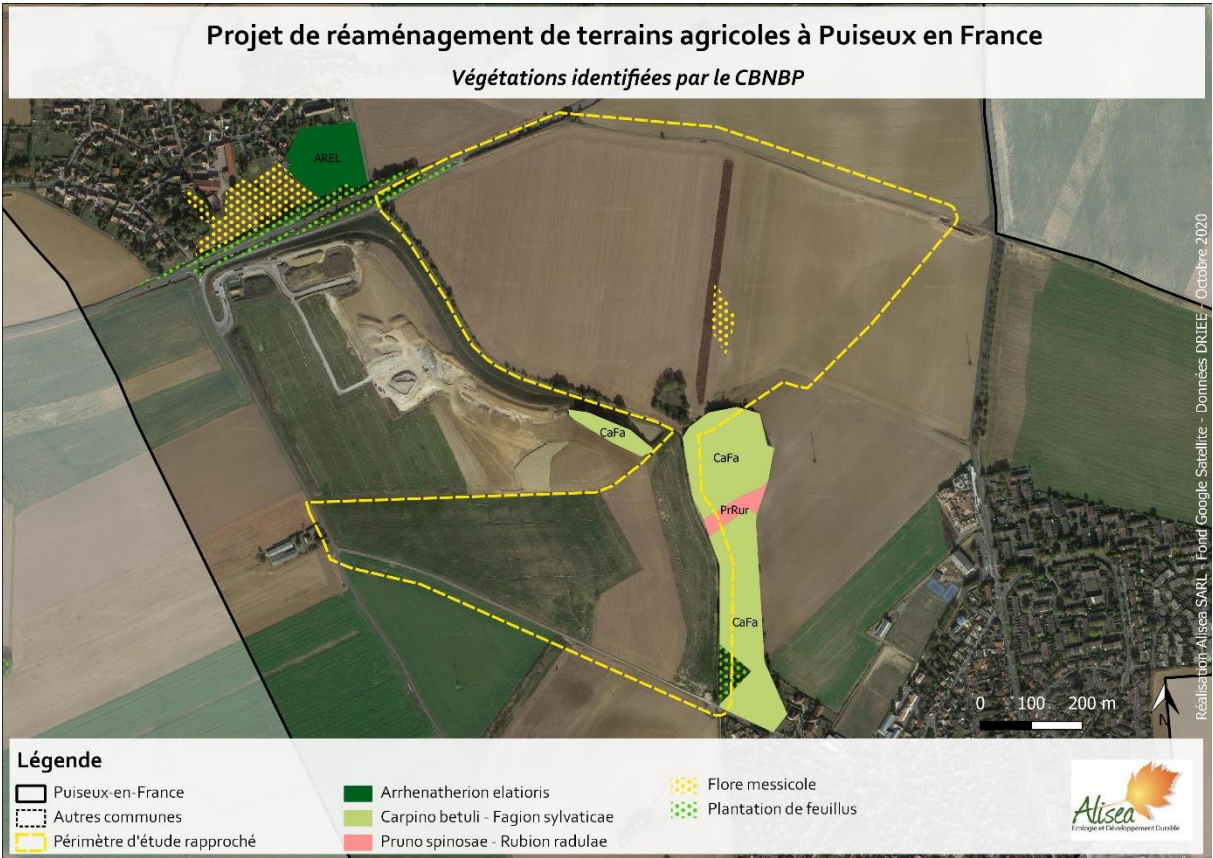 Projet de réaménagement de terrains agricoles à Puiseux en France
Végétations identifiées par le CBNBP
AREL
CaFa
CaFa
PrRur
CaFa
0 100 200 m
N
Réalisation Alisea SARL - Fond Google Satellite - Données DRIEE - Octobre 2020
Légende
Puiseux-en-France
Autres communes
Périmètre d'étude rapproché
Arrhenatherion elatioris
Carpino betuli - Fagion sylvaticae
Pruno spinosae - Rubion radulae
Flore messicole
Plantation de feuillus
Alisea
Ecologie et Développement Durable